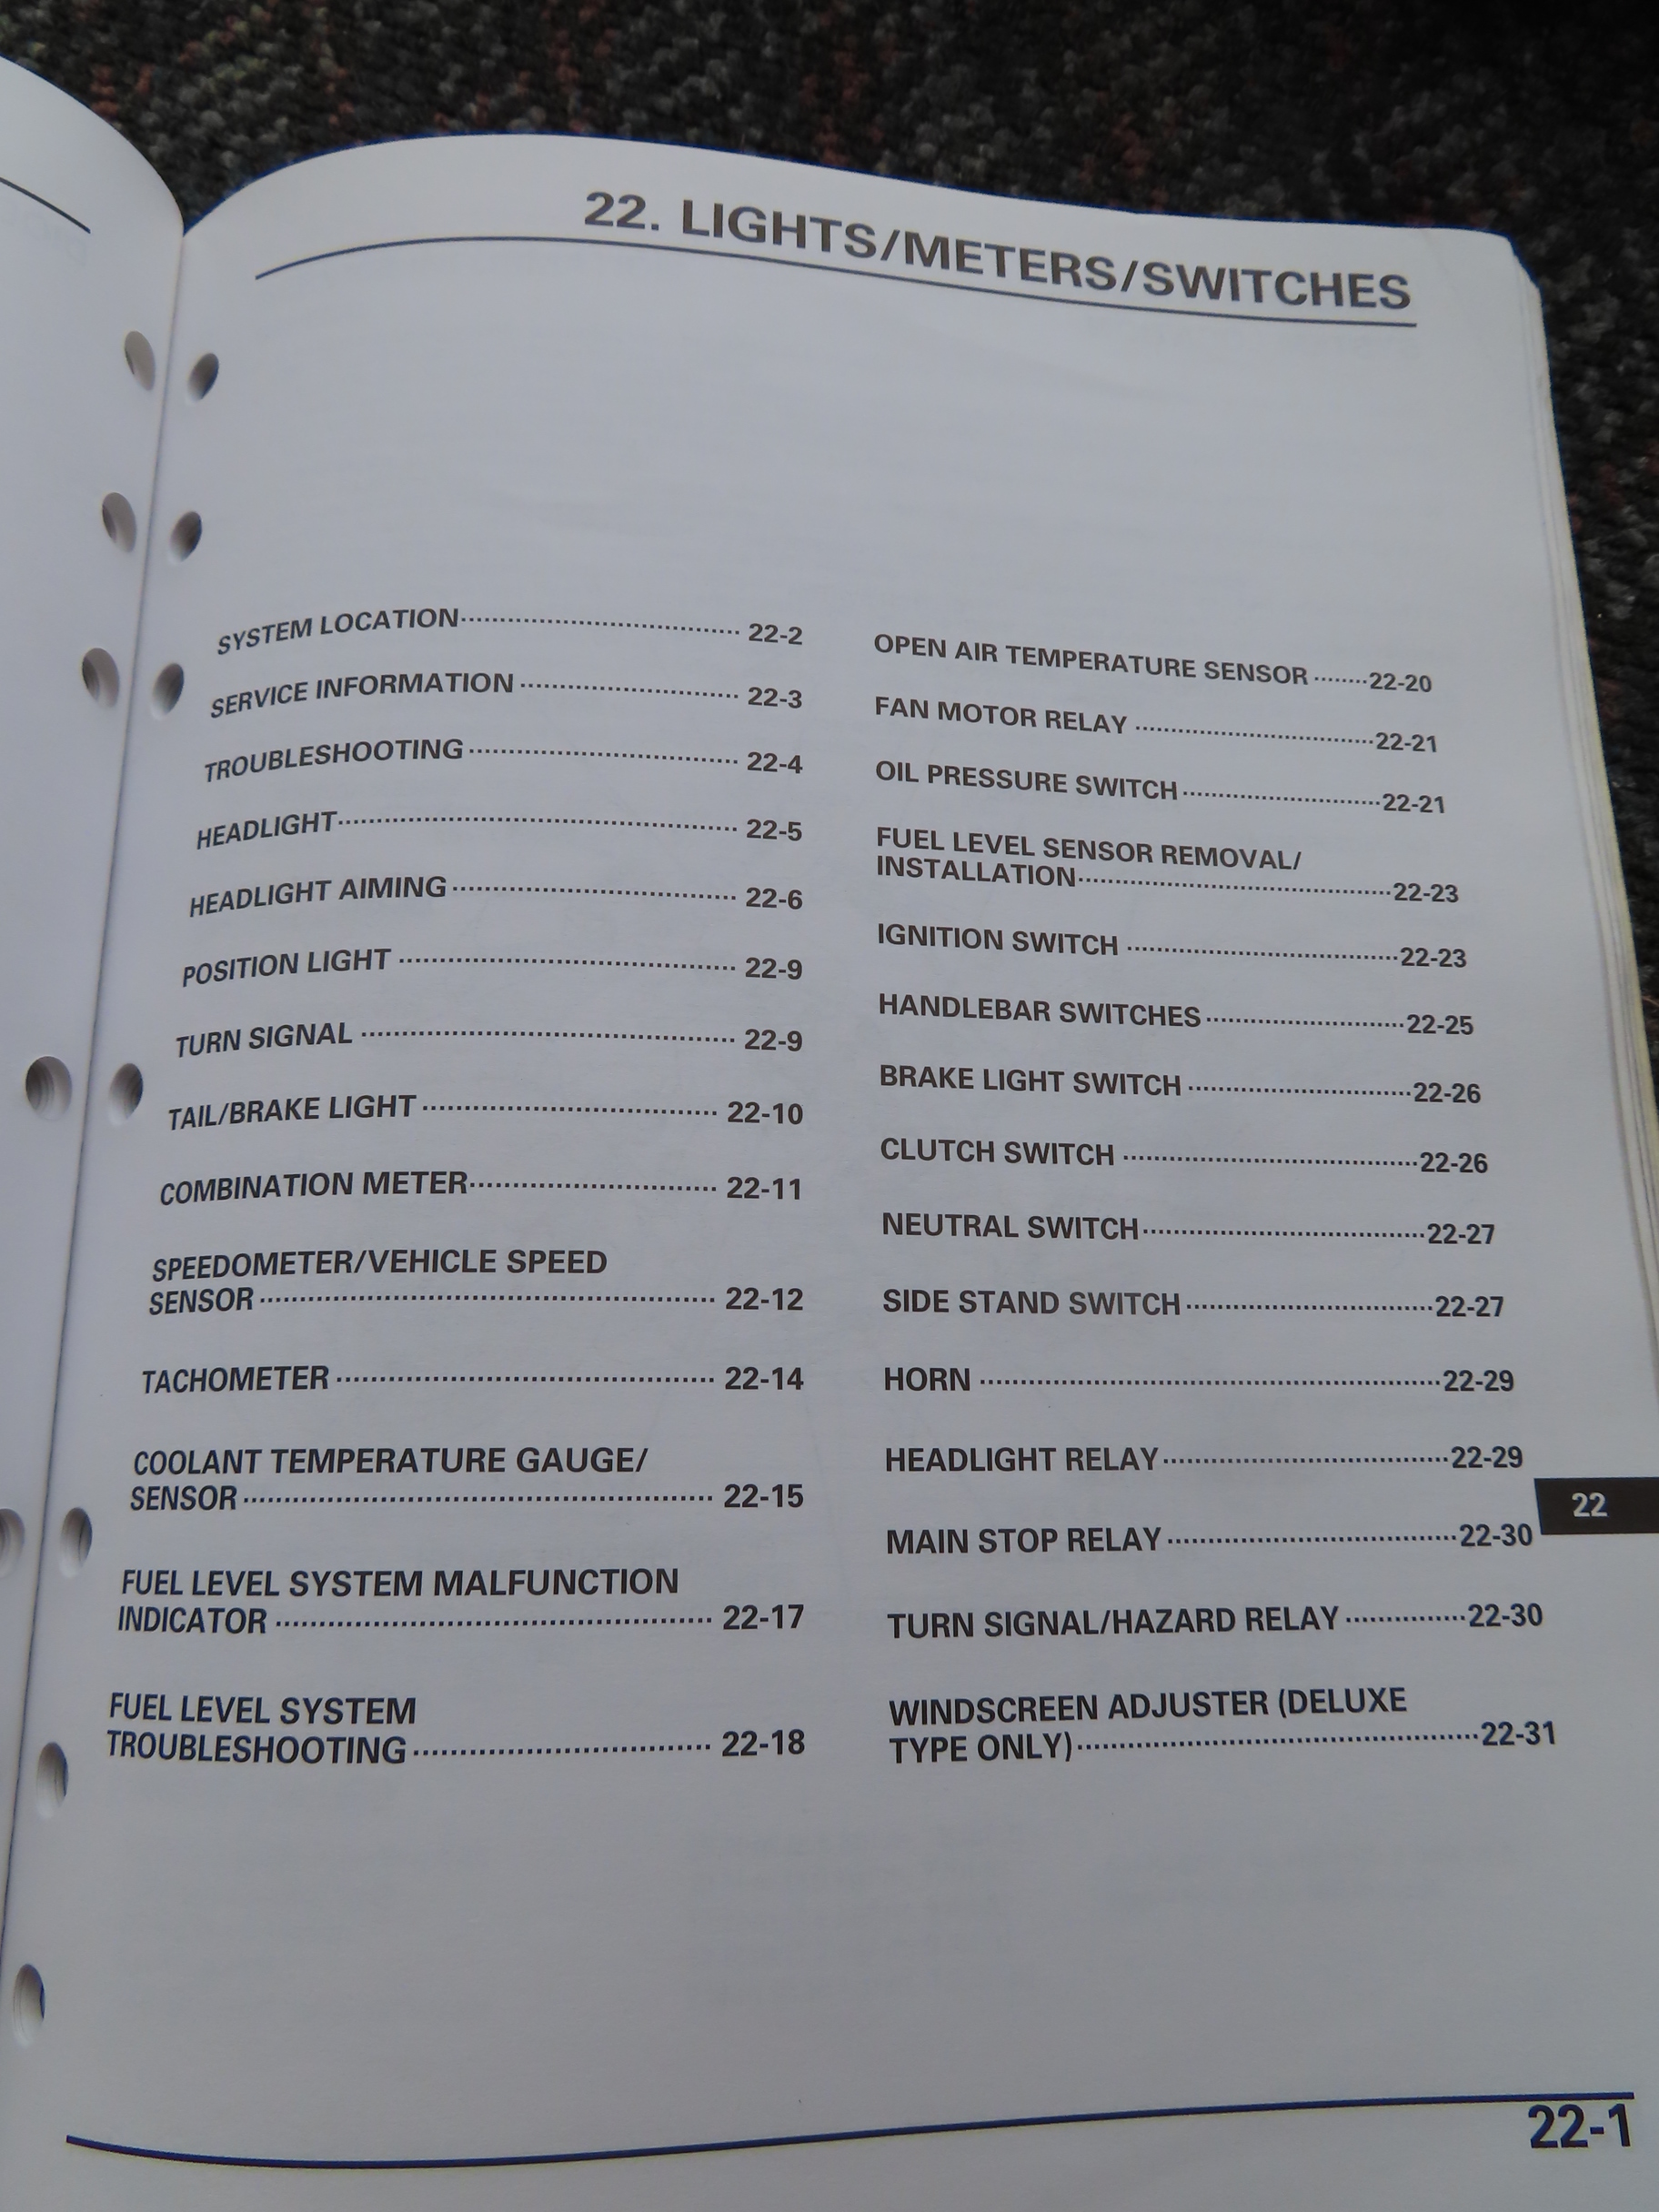 22. LIGHTS/METERS/SWITCHES
SYSTEM LOCATION 22-2
SERVICE INFORMATION 22-3
TROUBLESHOOTING 22-4
HEADLIGHT 22-5
HEADLIGHT AIMING 22-6
POSITION LIGHT 22-9
TURN SIGNAL 22-9
TAIL/BRAKE LIGHT 22-10
COMBINATION METER 22-11
SPEEDOMETER/VEHICLE SPEED
SENSOR 22-12
TACHOMETER 22-14
COOLANT TEMPERATURE GAUGE/
SENSOR 22-15
FUEL LEVEL SYSTEM MALFUNCTION
INDICATOR 22-17
FUEL LEVEL SYSTEM
TROUBLESHOOTING 22-18
OPEN AIR TEMPERATURE SENSOR 22-20
FAN MOTOR RELAY 22-21
OIL PRESSURE SWITCH 22-21
FUEL LEVEL SENSOR REMOVAL/
INSTALLATION 22-23
IGNITION SWITCH 22-23
HANDLEBAR SWITCHES 22-25
BRAKE LIGHT SWITCH 22-26
CLUTCH SWITCH 22-26
NEUTRAL SWITCH 22-27
SIDE STAND SWITCH 22-27
HORN 22-29
HEADLIGHT RELAY 22-29
MAIN STOP RELAY 22-30
TURN SIGNAL/HAZARD RELAY 22-30
WINDSCREEN ADJUSTER (DELUXE
TYPE ONLY) 22-31
22
22-1